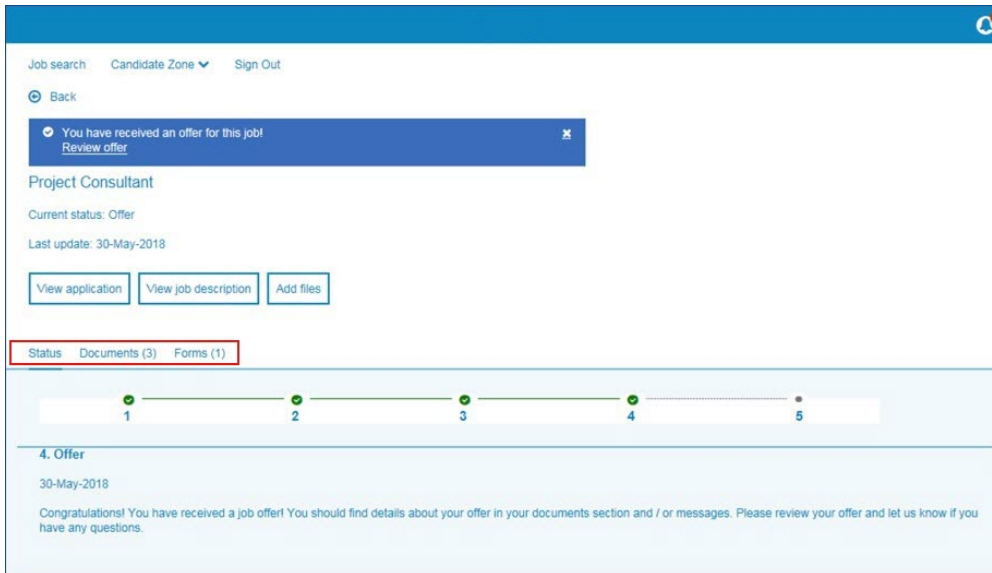 Job search Candidate Zone Sign Out
Back
You have received an offer for this job!
Review offer
Project Consultant
Current status: Offer
Last update: 30-May-2018
View application View job description Add files
Status Documents (3) Forms (1)
1 2 3 4 5
4. Offer
30-May-2018
Congratulations! You have received a job offer! You should find details about your offer in your documents section and / or messages. Please review your offer and let us know if you
have any questions.